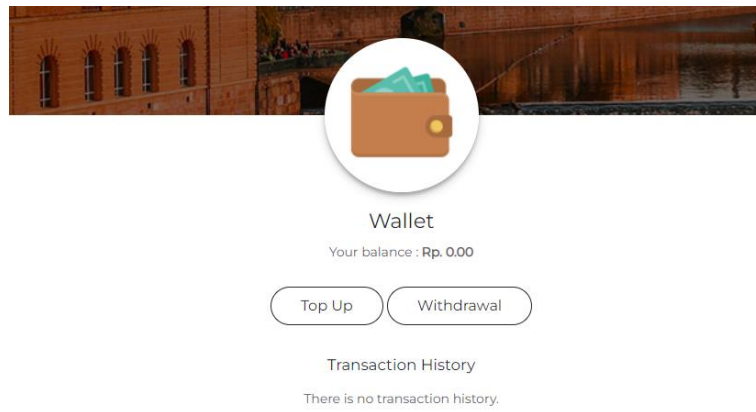 Wallet
Your balance : Rp. 0.00
Top Up Withdrawal
Transaction History
There is no transaction history.